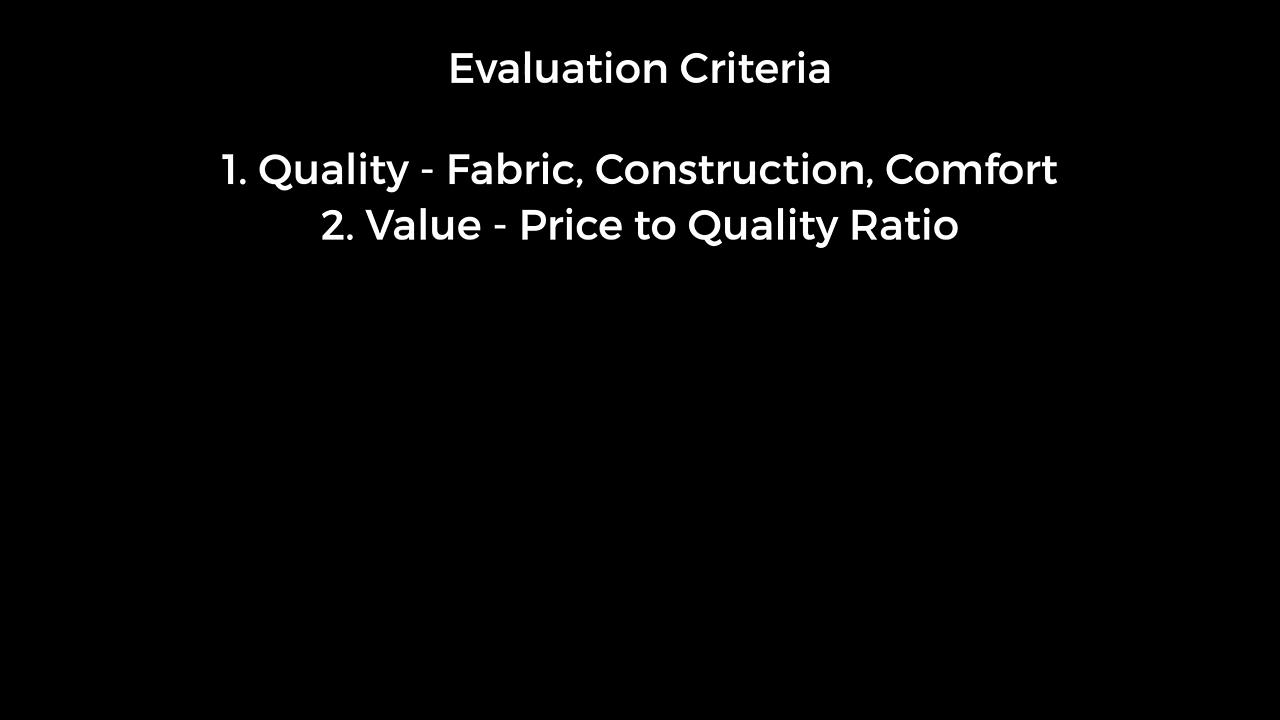 Evaluation Criteria
1. Quality - Fabric, Construction, Comfort
2. Value - Price to Quality Ratio